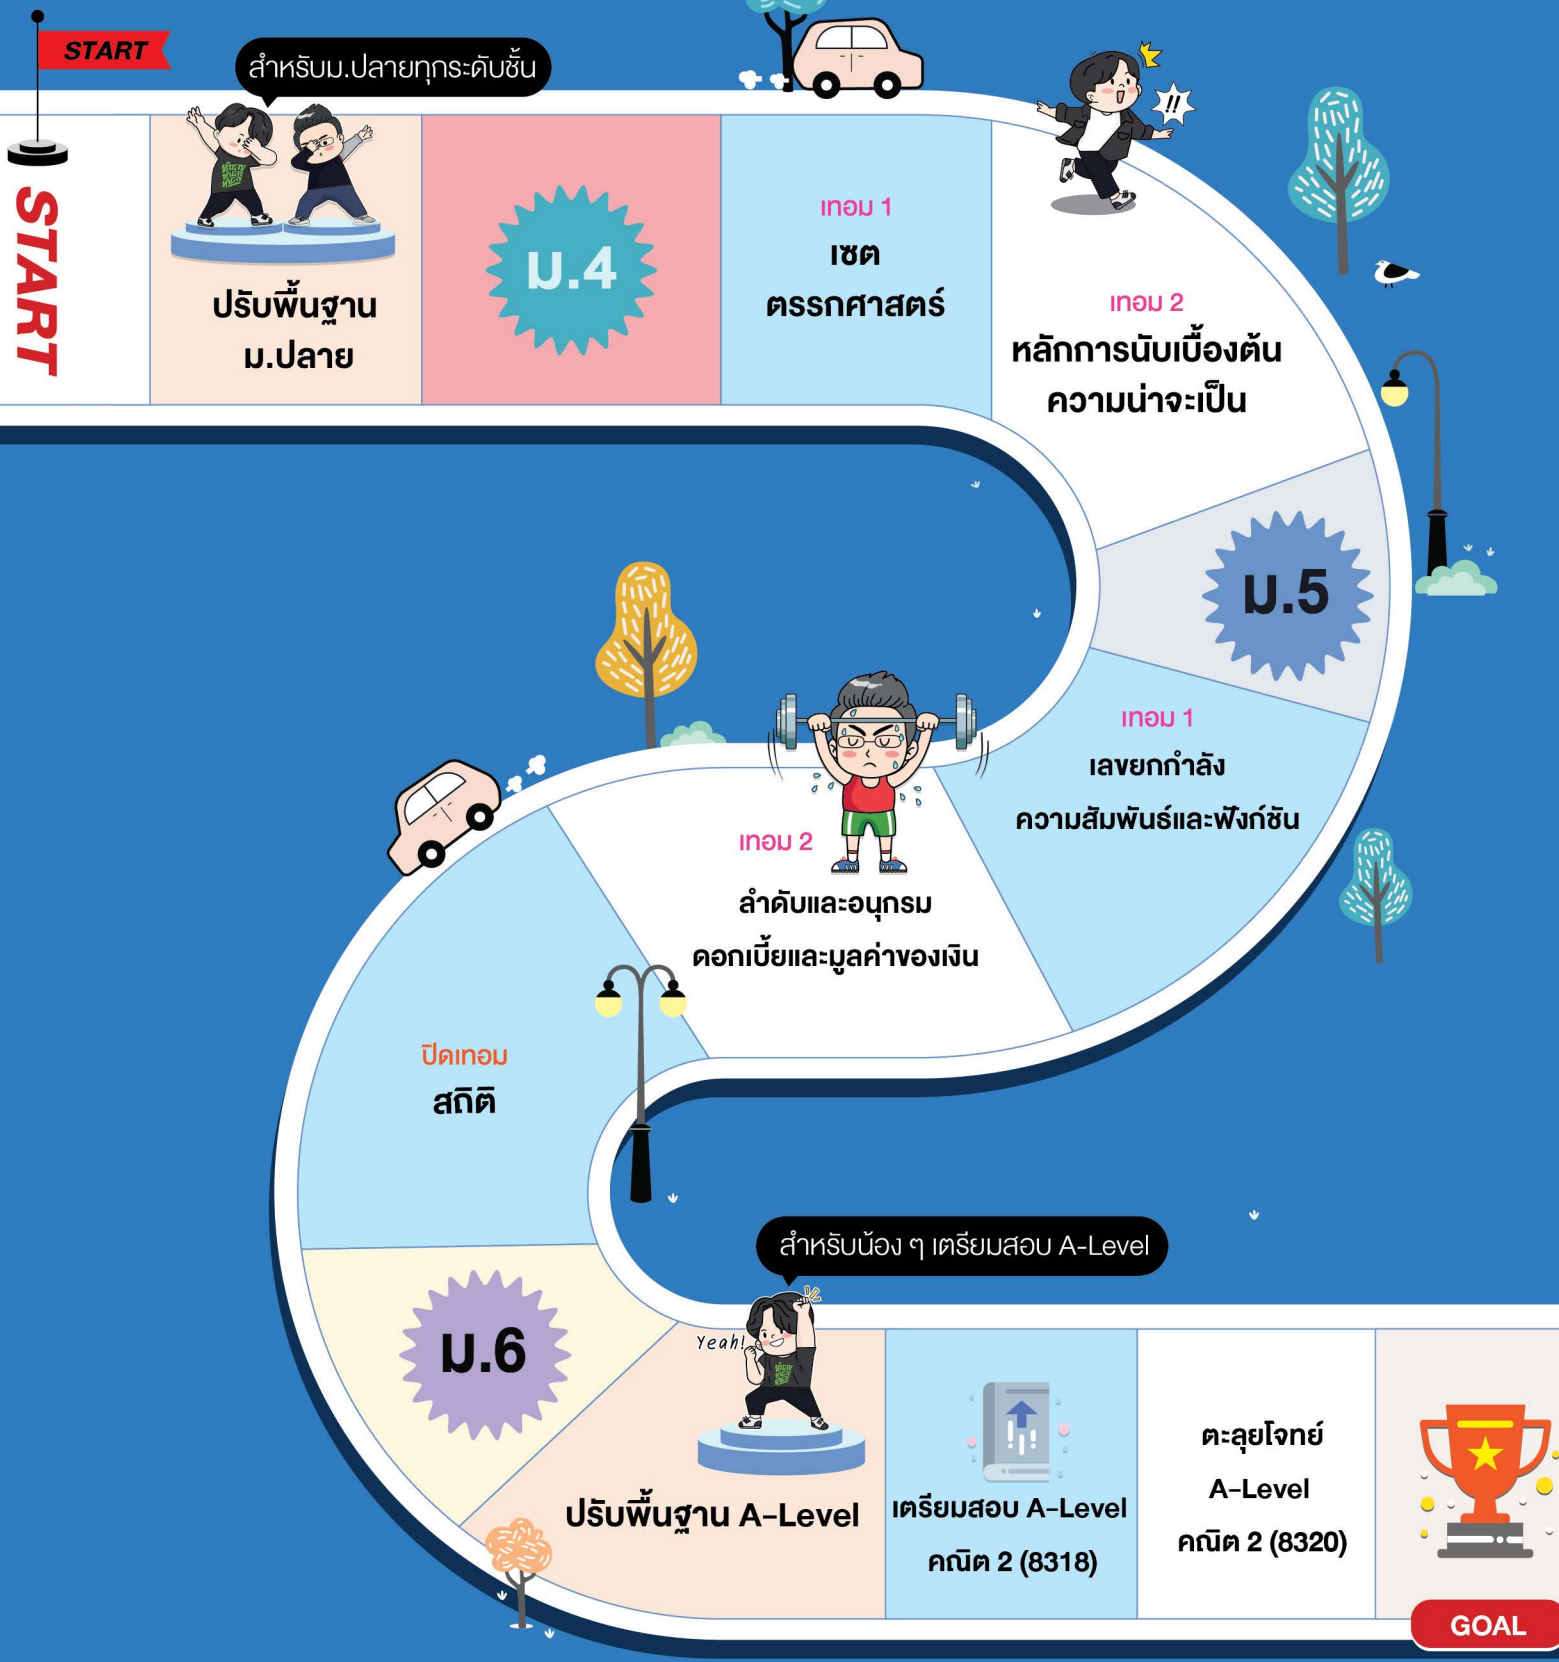 START
สำหรับม.ปลายทุกระดับชั้น
START
ปรับพื้นฐาน
ม.ปลาย
ม.4
เทอม 1
เซต
ตรรกศาสตร์
!!
เทอม 2
หลักการนับเบื้องต้น
ความน่าจะเป็น
ม.5
เทอม 1
เลขยกกำลัง
ความสัมพันธ์และฟังก์ชัน
เทอม 2
ลำดับและอนุกรม
ดอกเบี้ยและมูลค่าของเงิน
ปิดเทอม
สถิติ
ม.6
สำหรับน้อง ๆ เตรียมสอบ A-Level
Yeah!
ปรับพื้นฐาน A-Level
เตรียมสอบ A-Level
คณิต 2 (8318)
ตะลุยโจทย์
A-Level
คณิต 2 (8320)
GOAL